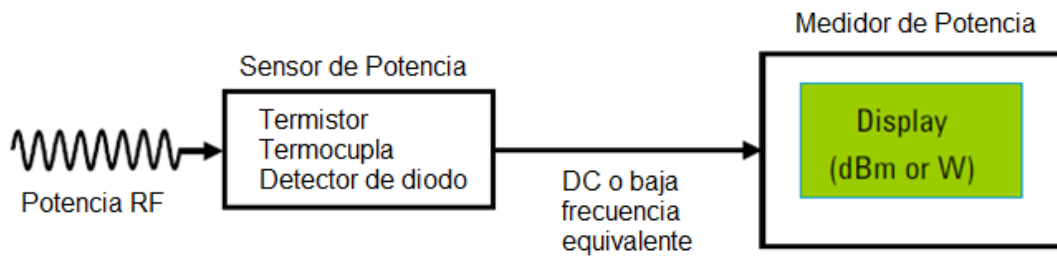 Medidor de Potencia
Sensor de Potencia
Termistor
Termocupla
Detector de diodo
Potencia RF
DC o baja
frecuencia
equivalente
Display
(dBm or W)